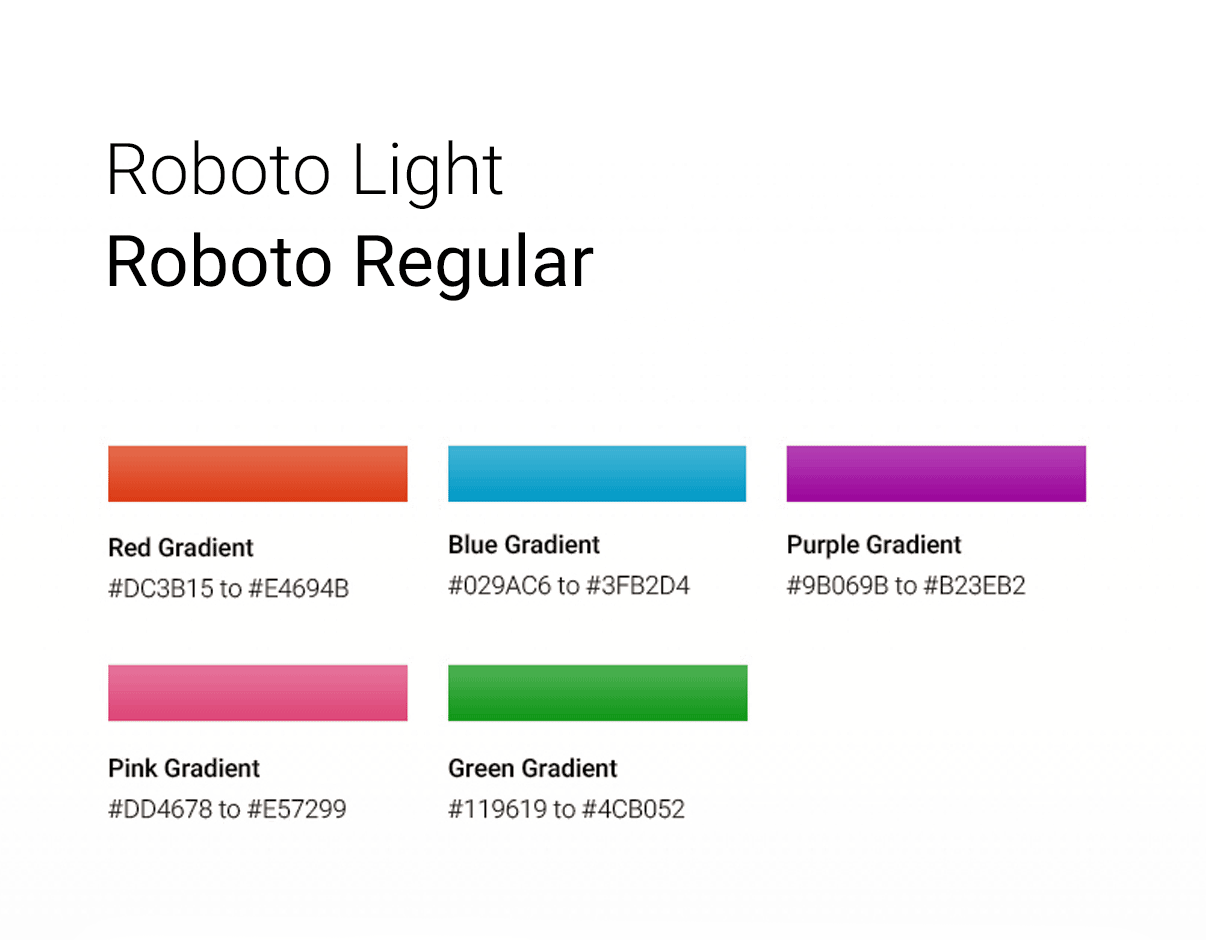 Roboto Light
Roboto Regular
Red Gradient
#DC3B15 to #E4694B
Blue Gradient
#029AC6 to #3FB2D4
Purple Gradient
#9B069B to #B23EB2
Pink Gradient
#DD4678 to #E57299
Green Gradient
#119619 to #4CB052